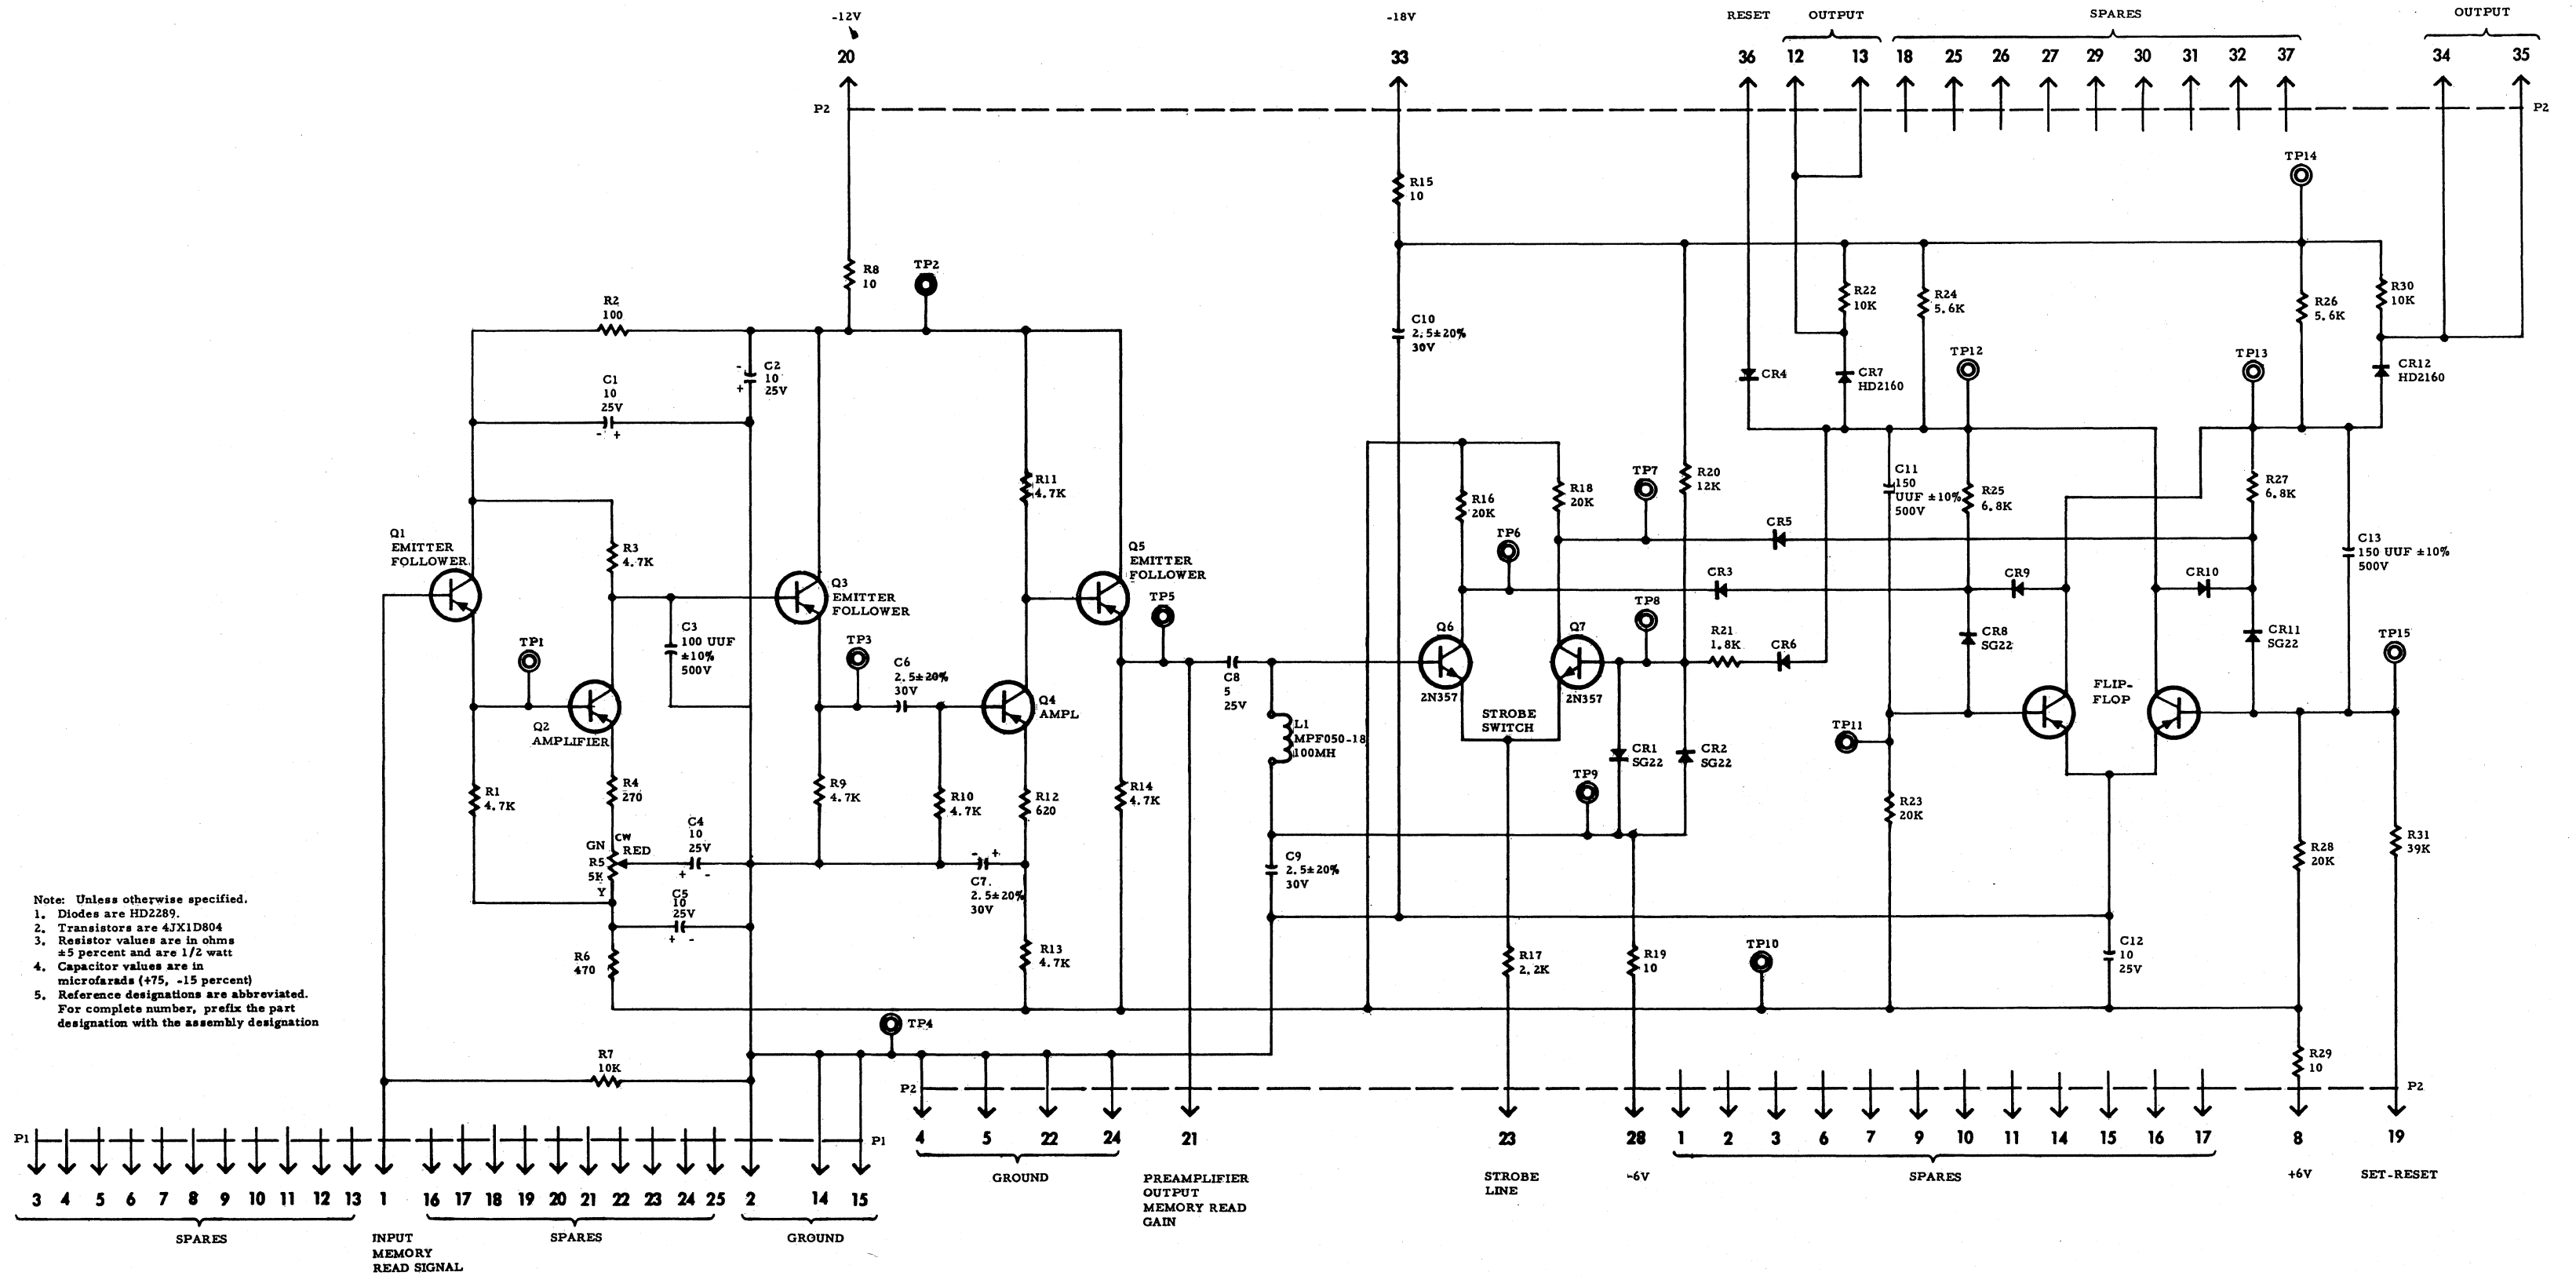 -12V
-18V
RESET
OUTPUT
SPARES
OUTPUT
20
33
36
12
13
18
25
26
27
29
30
31
32
37
34
35
P2
P2
TP14
R15
10
R8
10
TP2
R2
100
R22
10K
R24
5.6K
R26
5.6K
R30
10K
C10
2.5±20%
30V
C2
10
25V
-
+
C1
10
25V
- +
CR4
CR7
HD2160
TP12
TP13
CR12
HD2160
R11
4.7K
R16
20K
R18
20K
TP7
R20
12K
C11
150
UUF ±10%
500V
R25
6.8K
R27
6.8K
CR5
C13
150 UUF ±10%
500V
Q1
EMITTER
FOLLOWER
R3
4.7K
Q3
EMITTER
FOLLOWER
Q5
EMITTER
FOLLOWER
TP5
TP6
CR3
CR9
CR10
C3
100 UUF
±10%
500V
TP1
TP3
C6
2.5±20%
30V
Q6
2N357
Q7
2N357
TP8
R21
1.8K
CR6
CR8
SG22
CR11
SG22
TP15
Q2
AMPLIFIER
Q4
AMPL
C8
5
25V
L1
MPF050-18
100MH
STROBE
SWITCH
FLIP-
FLOP
TP11
CR1
SG22
CR2
SG22
TP9
R1
4.7K
R4
270
R9
4.7K
R10
4.7K
R12
620
R14
4.7K
R23
20K
R28
20K
R31
39K
GN
CW
RED
R5
5K
Y
C4
10
25V
+ -
C5
10
25V
+ -
- +
C7
2.5±20%
30V
C9
2.5±20%
30V
R6
470
R13
4.7K
R17
2.2K
R19
10
TP10
C12
10
25V
Note: Unless otherwise specified.
1. Diodes are HD2289.
2. Transistors are 4JX1D804
3. Resistor values are in ohms
±5 percent and are 1/2 watt
4. Capacitor values are in
microfarads (+75, -15 percent)
5. Reference designations are abbreviated.
For complete number, prefix the part
designation with the assembly designation
TP4
R7
10K
R29
10
P2
P2
P1
P1
4
5
22
24
21
23
28
1
2
3
6
7
9
10
11
14
15
16
17
8
19
GROUND
PREAMPLIFIER
OUTPUT
MEMORY READ
GAIN
STROBE
LINE
-6V
SPARES
+6V
SET-RESET
3
4
5
6
7
8
9
10
11
12
13
1
16
17
18
19
20
21
22
23
24
25
2
14
15
SPARES
INPUT
MEMORY
READ SIGNAL
SPARES
GROUND